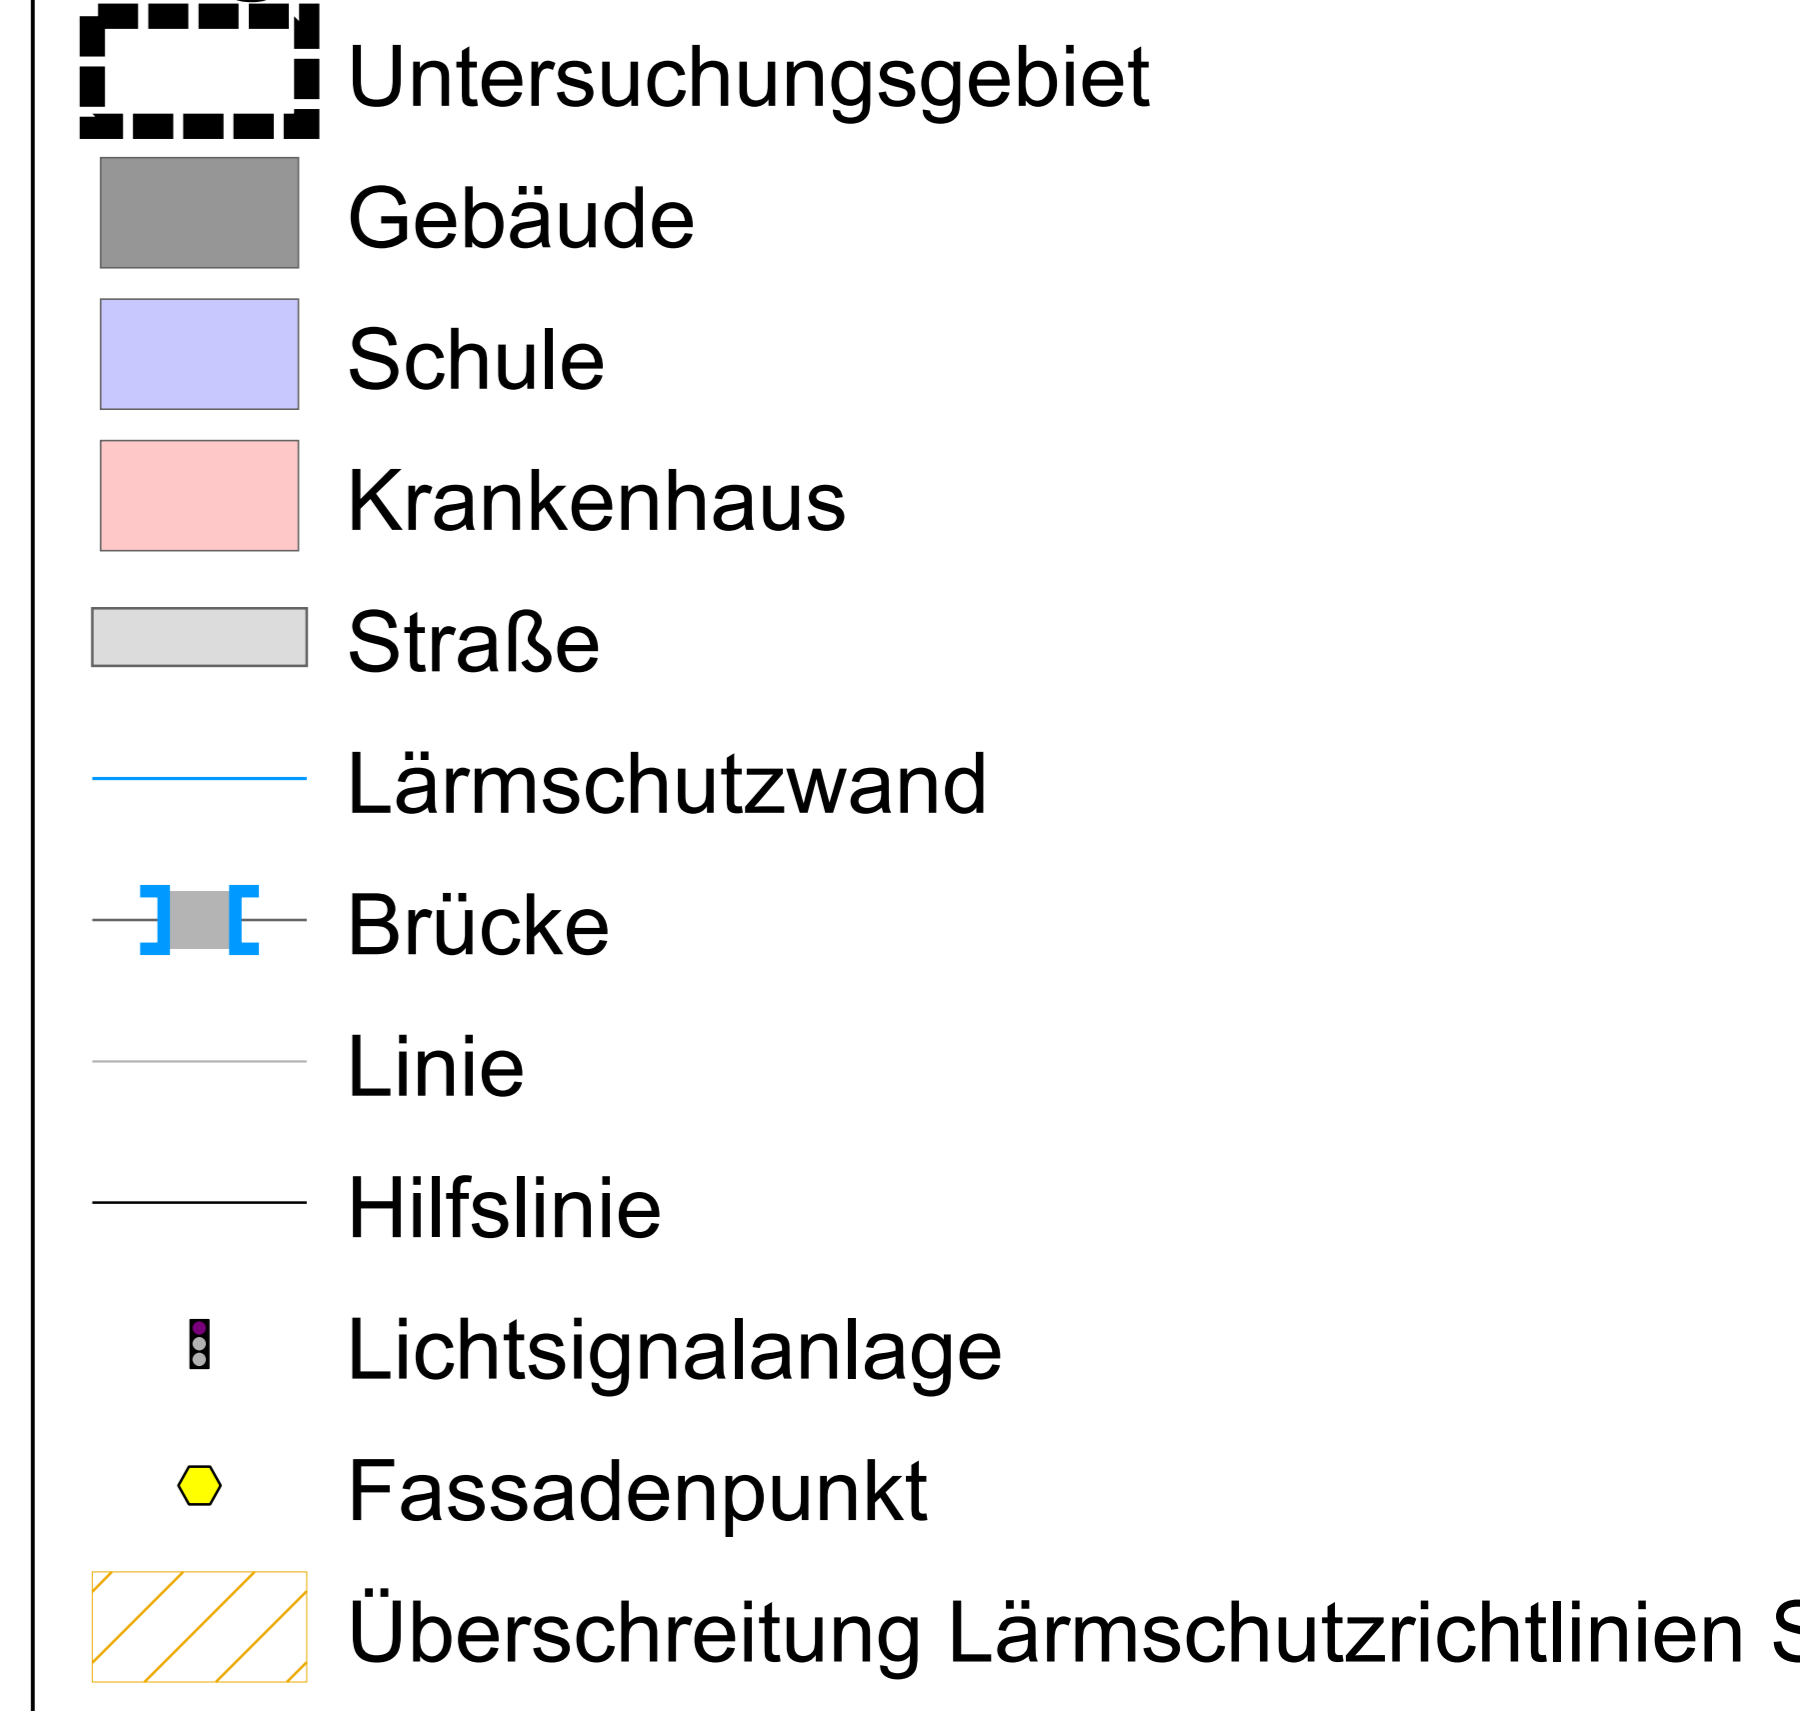 Untersuchungsgebiet
Gebäude
Schule
Krankenhaus
Straße
Lärmschutzwand
Brücke
Linie
Hilfslinie
Lichtsignalanlage
Fassadenpunkt
Überschreitung Lärmschutzrichtlinien